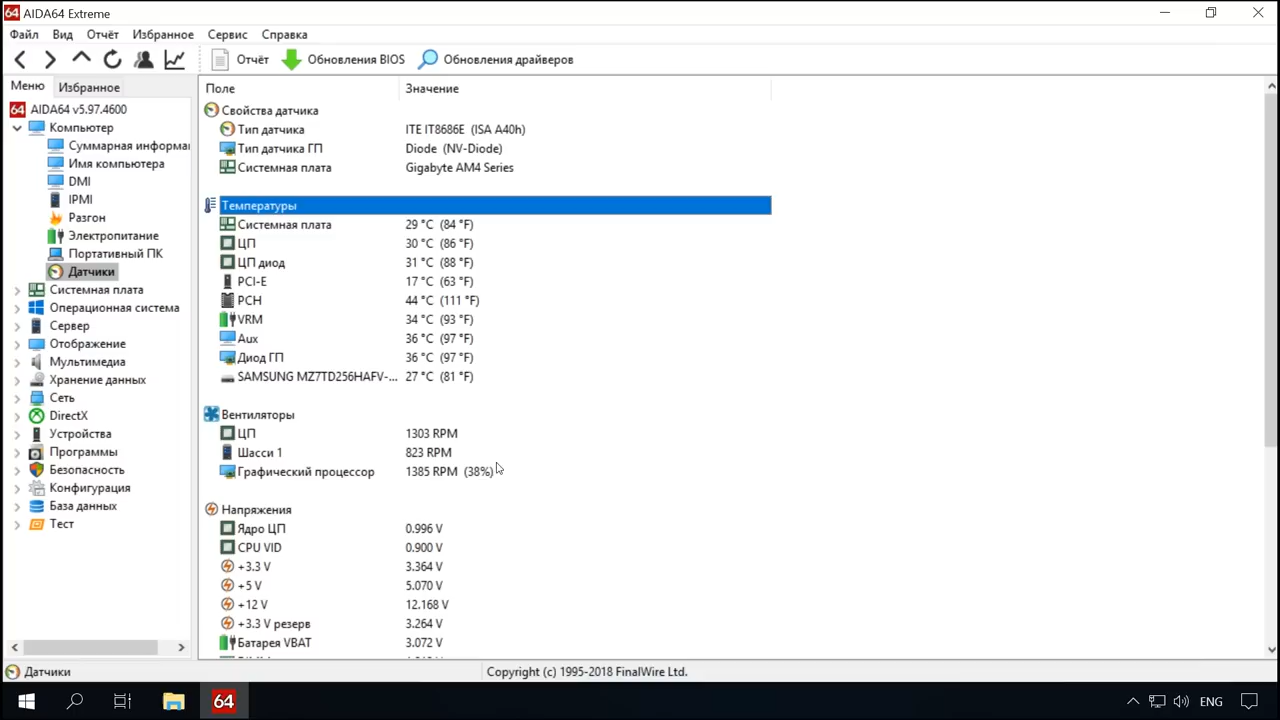 64 AIDA64 Extreme
Файл Вид Отчёт Избранное Сервис Справка
Отчёт Обновления BIOS Обновления драйверов
Меню Избранное
64 AIDA64 v5.97.4600
Компьютер
Суммарная информа
Имя компьютера
DMI
IPMI
Разгон
Электропитание
Портативный ПК
Датчики
Системная плата
Операционная система
Сервер
Отображение
Мультимедиа
Хранение данных
Сеть
DirectX
Устройства
Программы
Безопасность
Конфигурация
База данных
Тест
Поле Значение
Свойства датчика
Тип датчика ITE IT8686E (ISA A40h)
Тип датчика ГП Diode (NV-Diode)
Системная плата Gigabyte AM4 Series
Температуры
Системная плата 29 °C (84 °F)
ЦП 30 °C (86 °F)
ЦП диод 31 °C (88 °F)
PCI-E 17 °C (63 °F)
PCH 44 °C (111 °F)
VRM 34 °C (93 °F)
Aux 36 °C (97 °F)
Диод ГП 36 °C (97 °F)
SAMSUNG MZ7TD256HAFV-... 27 °C (81 °F)
Вентиляторы
ЦП 1303 RPM
Шасси 1 823 RPM
Графический процессор 1385 RPM (38%)
Напряжения
Ядро ЦП 0.996 V
CPU VID 0.900 V
+3.3 V 3.364 V
+5 V 5.070 V
+12 V 12.168 V
+3.3 V резерв 3.264 V
Батарея VBAT 3.072 V
Датчики Copyright (c) 1995-2018 FinalWire Ltd.
64 ENG